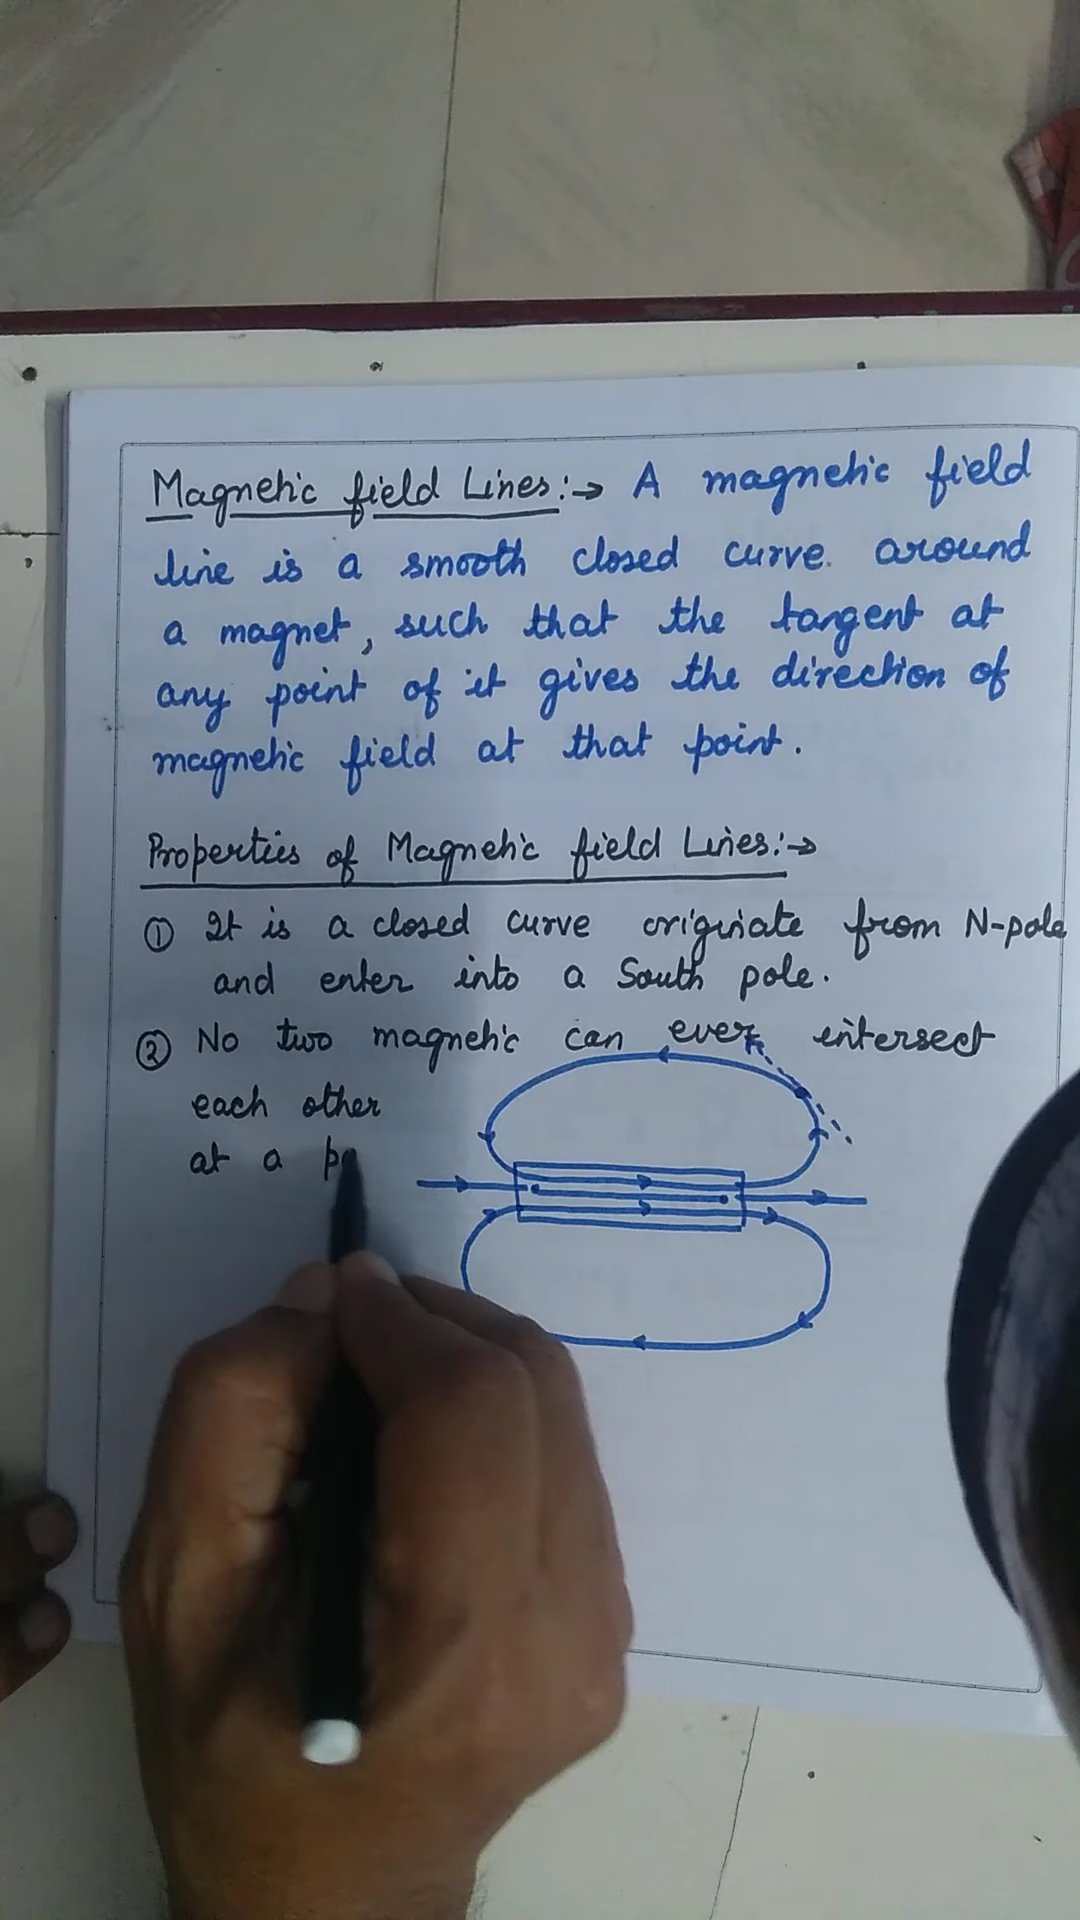 Magnetic field Lines:→ A magnetic field
line is a smooth closed curve. around
a magnet, such that the tangent at
any point of it gives the direction of
magnetic field at that point.
Properties of Magnetic field Lines:→
① It is a closed curve originate from N-pole
and enter into a South pole.
② No two magnetic can ever intersect
each other
at a po